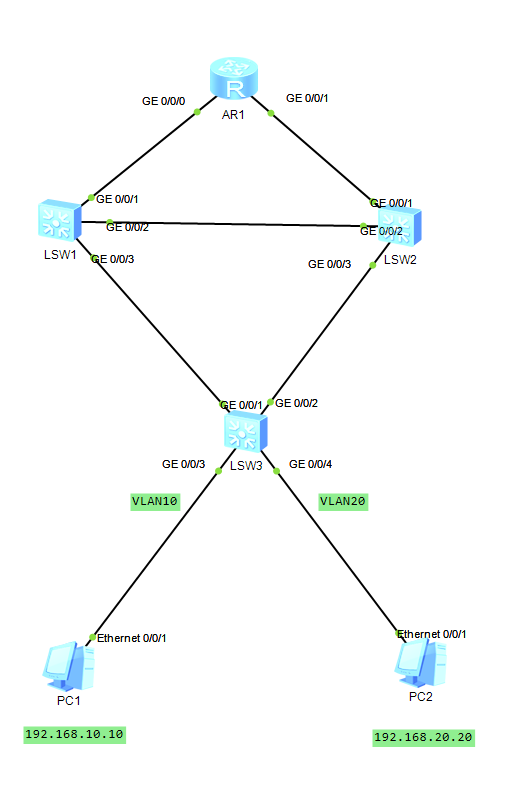 R
GE 0/0/0
GE 0/0/1
AR1
GE 0/0/1
GE 0/0/1
GE 0/0/2
GE 0/0/2
LSW1
LSW2
GE 0/0/3
GE 0/0/3
GE 0/0/1
GE 0/0/2
LSW3
GE 0/0/3
GE 0/0/4
VLAN10
VLAN20
Ethernet 0/0/1
Ethernet 0/0/1
PC1
PC2
192.168.10.10
192.168.20.20